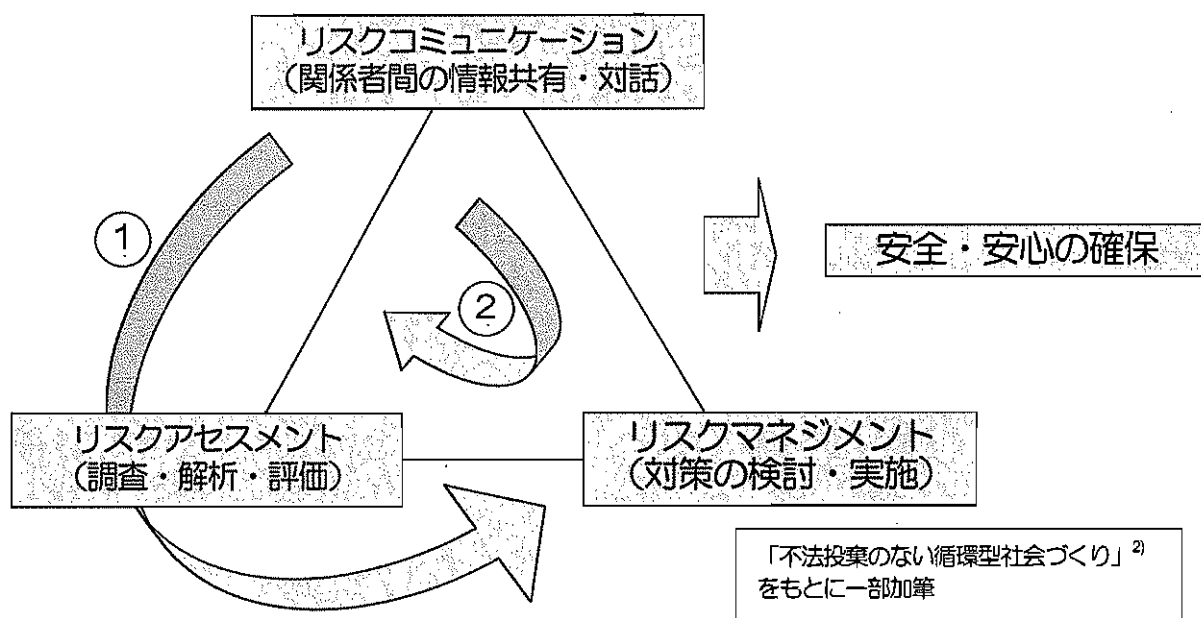 リスクコミュニケーション
(関係者間の情報共有・対話)
①
②
安全・安心の確保
リスクアセスメント
(調査・解析・評価)
リスクマネジメント
(対策の検討・実施)
「不法投棄のない循環型社会づくり」2)
をもとに一部加筆